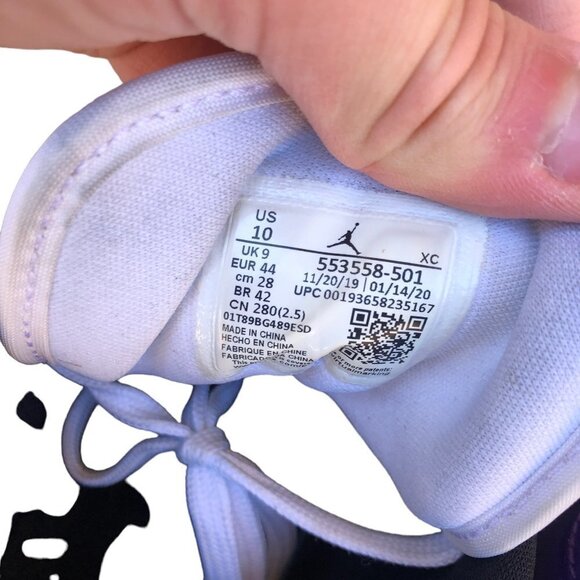 US
10
XC
UK 9
EUR 44
cm 28
BR 42
CN 280(2.5)
553558-501
11/20/19 01/14/20
UPC 00193658235167
01T89BG489ESD
MADE IN CHINA
HECHO EN CHINA
FABRIQUE EN CHINE